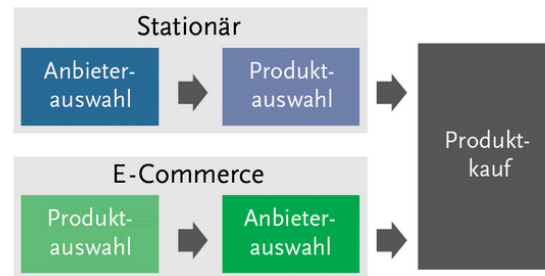 Stationär
Anbieter-
auswahl
Produkt-
auswahl
E-Commerce
Produkt-
auswahl
Anbieter-
auswahl
Produkt-
kauf